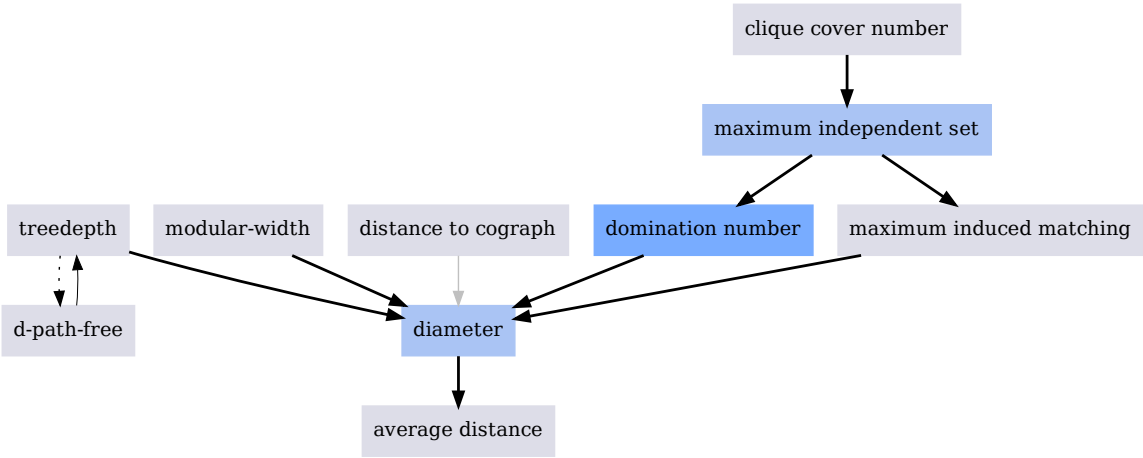 clique cover number
maximum independent set
treedepth
modular-width
distance to cograph
domination number
maximum induced matching
d-path-free
diameter
average distance